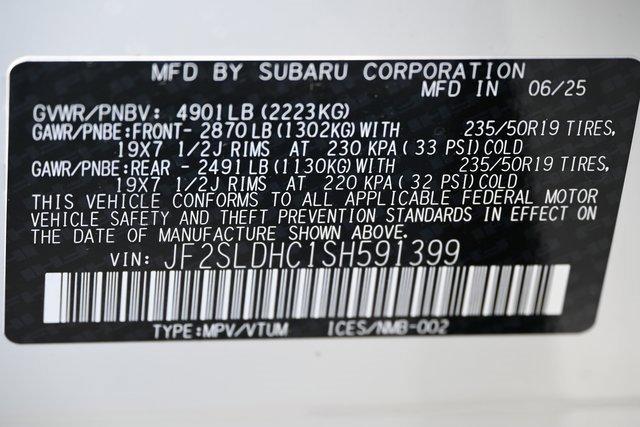 MFD BY SUBARU CORPORATION
MFD IN 06/25
GVWR/PNBV: 4901LB (2223KG)
GAWR/PNBE:FRONT- 2870LB (1302KG)WITH 235/50R19 TIRES,
19X7 1/2J RIMS AT 230 KPA ( 33 PSI)COLD
GAWR/PNBE:REAR - 2491LB (1130KG)WITH 235/50R19 TIRES,
19X7 1/2J RIMS AT 220 KPA ( 32 PSI)COLD
THIS VEHICLE CONFORMS TO ALL APPLICABLE FEDERAL MOTOR
VEHICLE SAFETY AND THEFT PREVENTION STANDARDS IN EFFECT ON
THE DATE OF MANUFACTURE SHOWN ABOVE.
VIN: JF2SLDHC1SH591399
TYPE:MPV/VTUM ICES/NMB-002